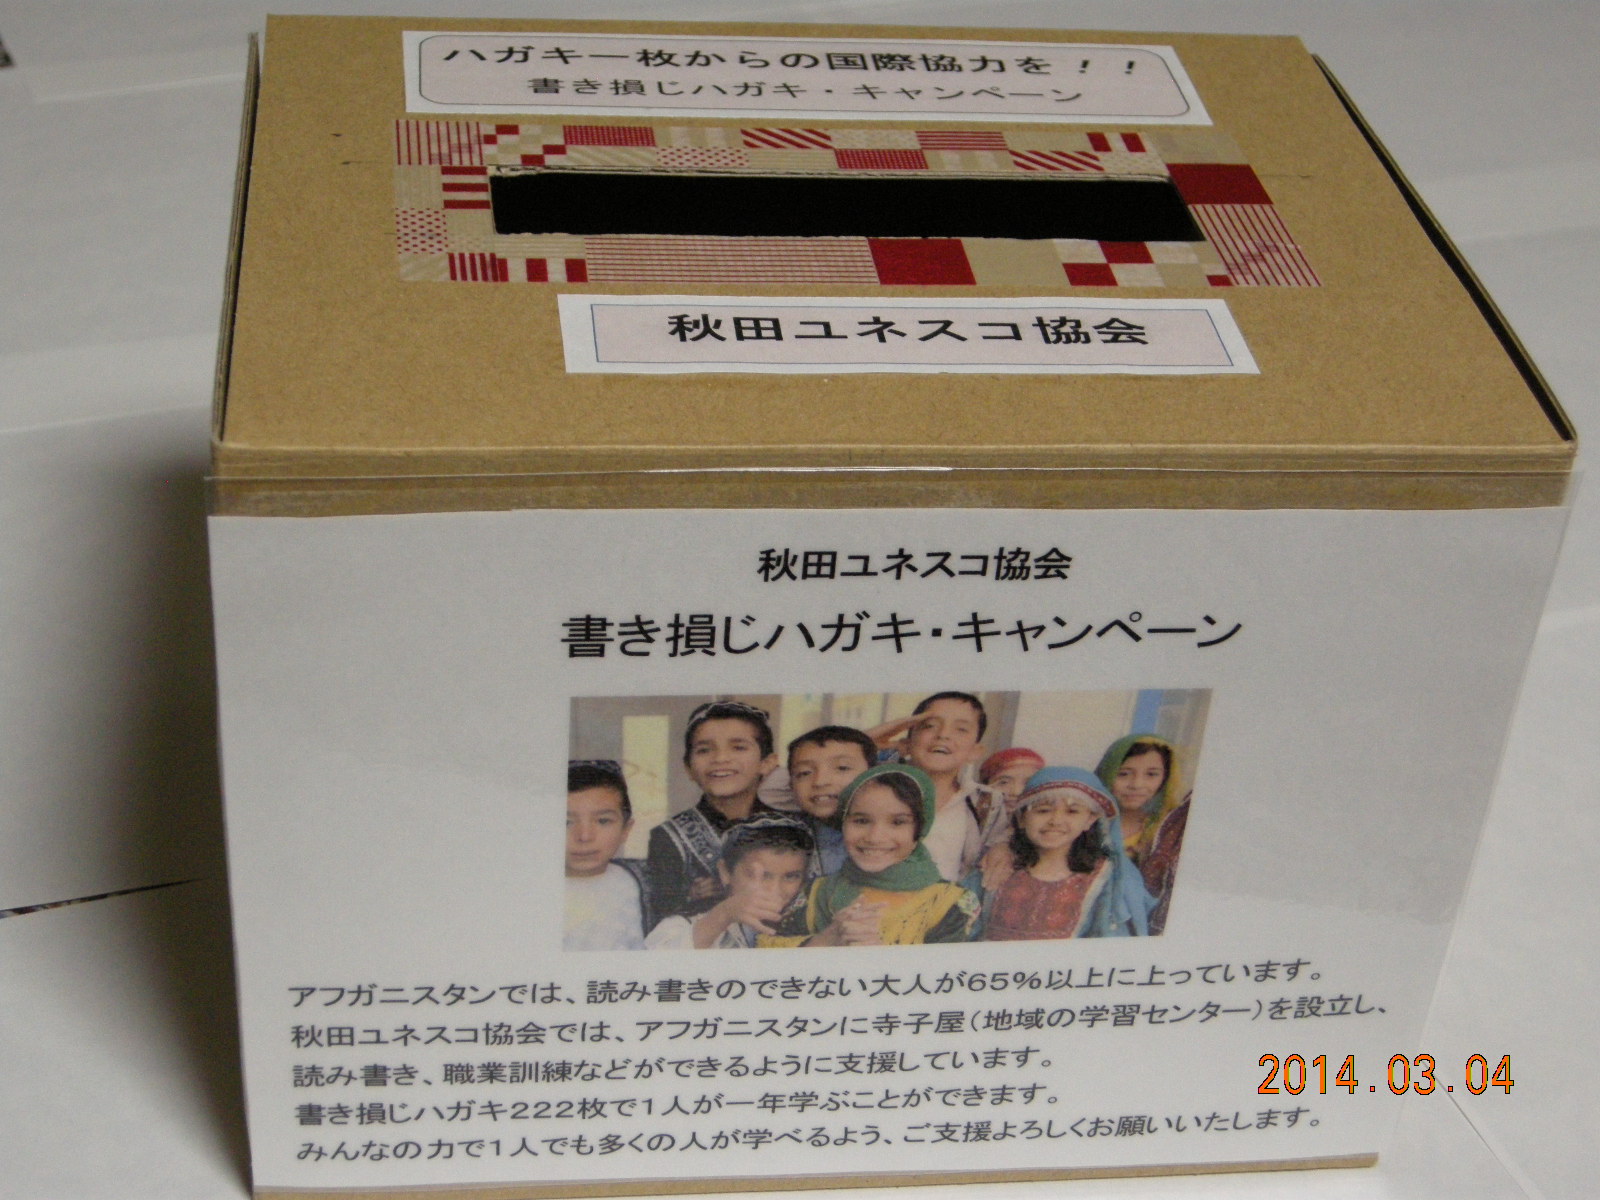 ハガキ一枚からの国際協力を！！
書き損じハガキ・キャンペーン
秋田ユネスコ協会
秋田ユネスコ協会
書き損じハガキ・キャンペーン
アフガニスタンでは、読み書きのできない大人が65%以上に上っています。
秋田ユネスコ協会では、アフガニスタンに寺子屋(地域の学習センター)を設立し、
読み書き、職業訓練などができるように支援しています。
書き損じハガキ222枚で1人が一年学ぶことができます。
みんなの力で1人でも多くの人が学べるよう、ご支援よろしくお願いいたします。
2014.03.04